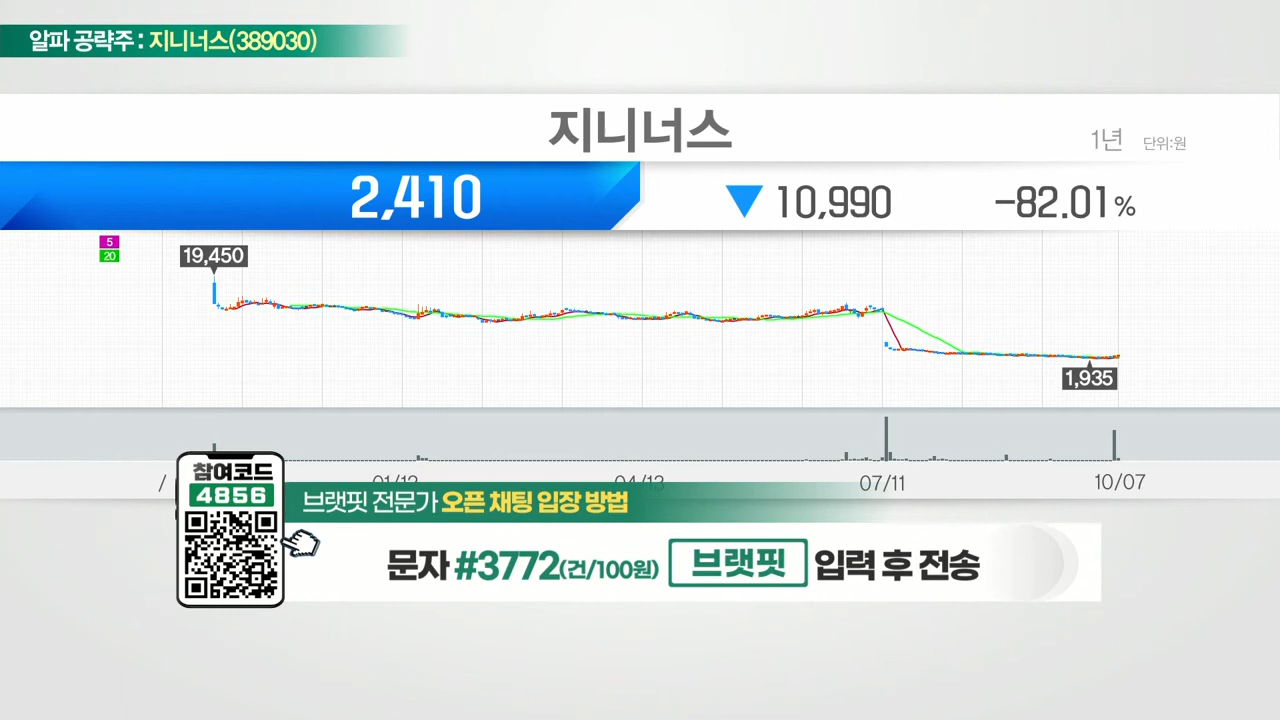 알파 공략주 : 지니너스(389030)
지니너스
1년 단위:원
2,410 ▼ 10,990 -82.01%
5
20
19,450
1,935
/ 01/12 04/13 07/11 10/07
참여코드
4856
브랫핏 전문가 오픈 채팅 입장 방법
문자 #3772(건/100원) 브랫핏 입력 후 전송